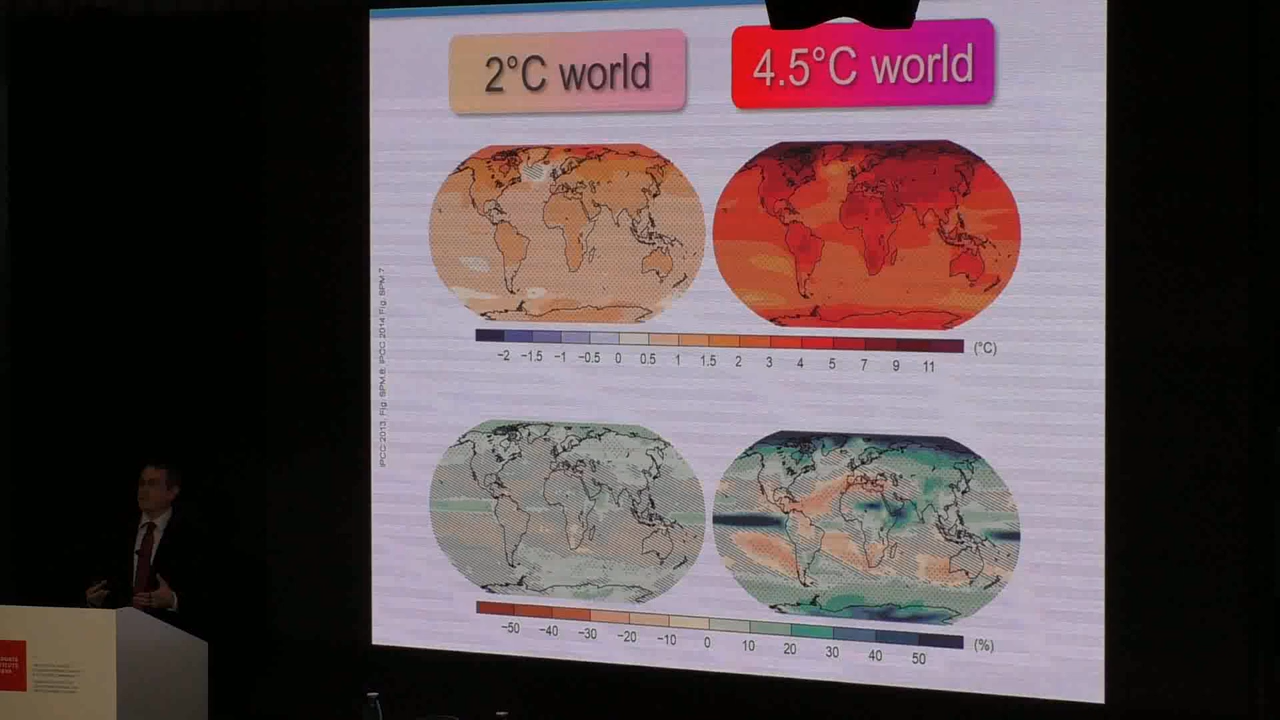 2°C world
4.5°C world
IPCC 2013, Fig. SPM.8; IPCC 2014 Fig. SPM.7
−2 −1.5 −1 −0.5 0 0.5 1 1.5 2 3 4 5 7 9 11 (°C)
−50 −40 −30 −20 −10 0 10 20 30 40 50 (%)